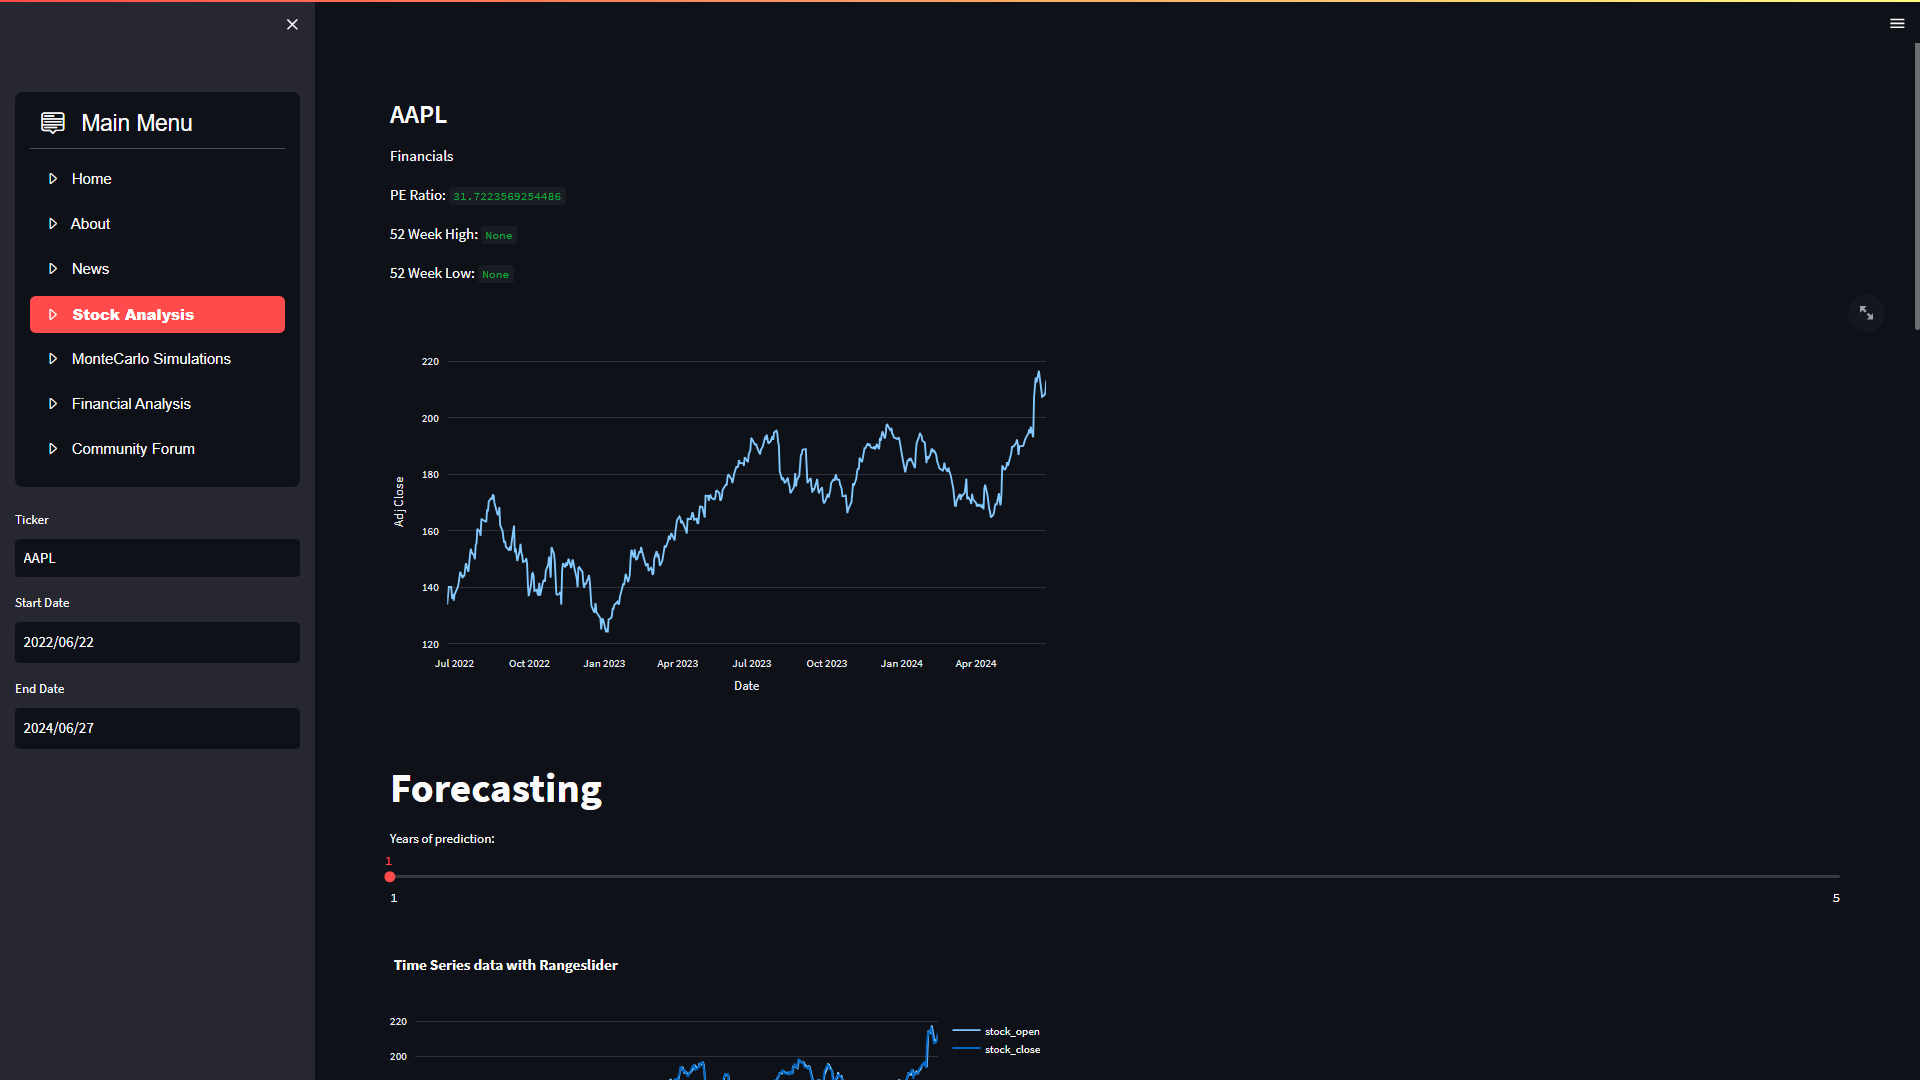 Main Menu
Home
About
News
Stock Analysis
MonteCarlo Simulations
Financial Analysis
Community Forum
Ticker
AAPL
Start Date
2022/06/22
End Date
2024/06/27
AAPL
Financials
PE Ratio: 31.7223569254486
52 Week High: None
52 Week Low: None
220
200
180
160
140
120
Adj Close
Jul 2022 Oct 2022 Jan 2023 Apr 2023 Jul 2023 Oct 2023 Jan 2024 Apr 2024
Date
Forecasting
Years of prediction:
1
1 5
Time Series data with Rangeslider
220
200
stock_open
stock_close